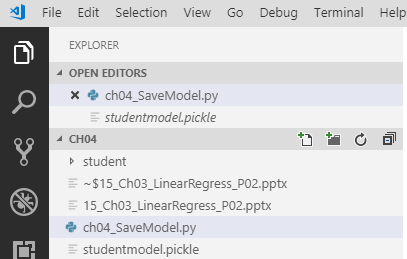 File Edit View Go Debug Terminal Help
EXPLORER
OPEN EDITORS
ch04_SaveModel.py
studentmodel.pickle
CH04
student
~$15_Ch03_LinearRegress_P02.pptx
15_Ch03_LinearRegress_P02.pptx
ch04_SaveModel.py
studentmodel.pickle